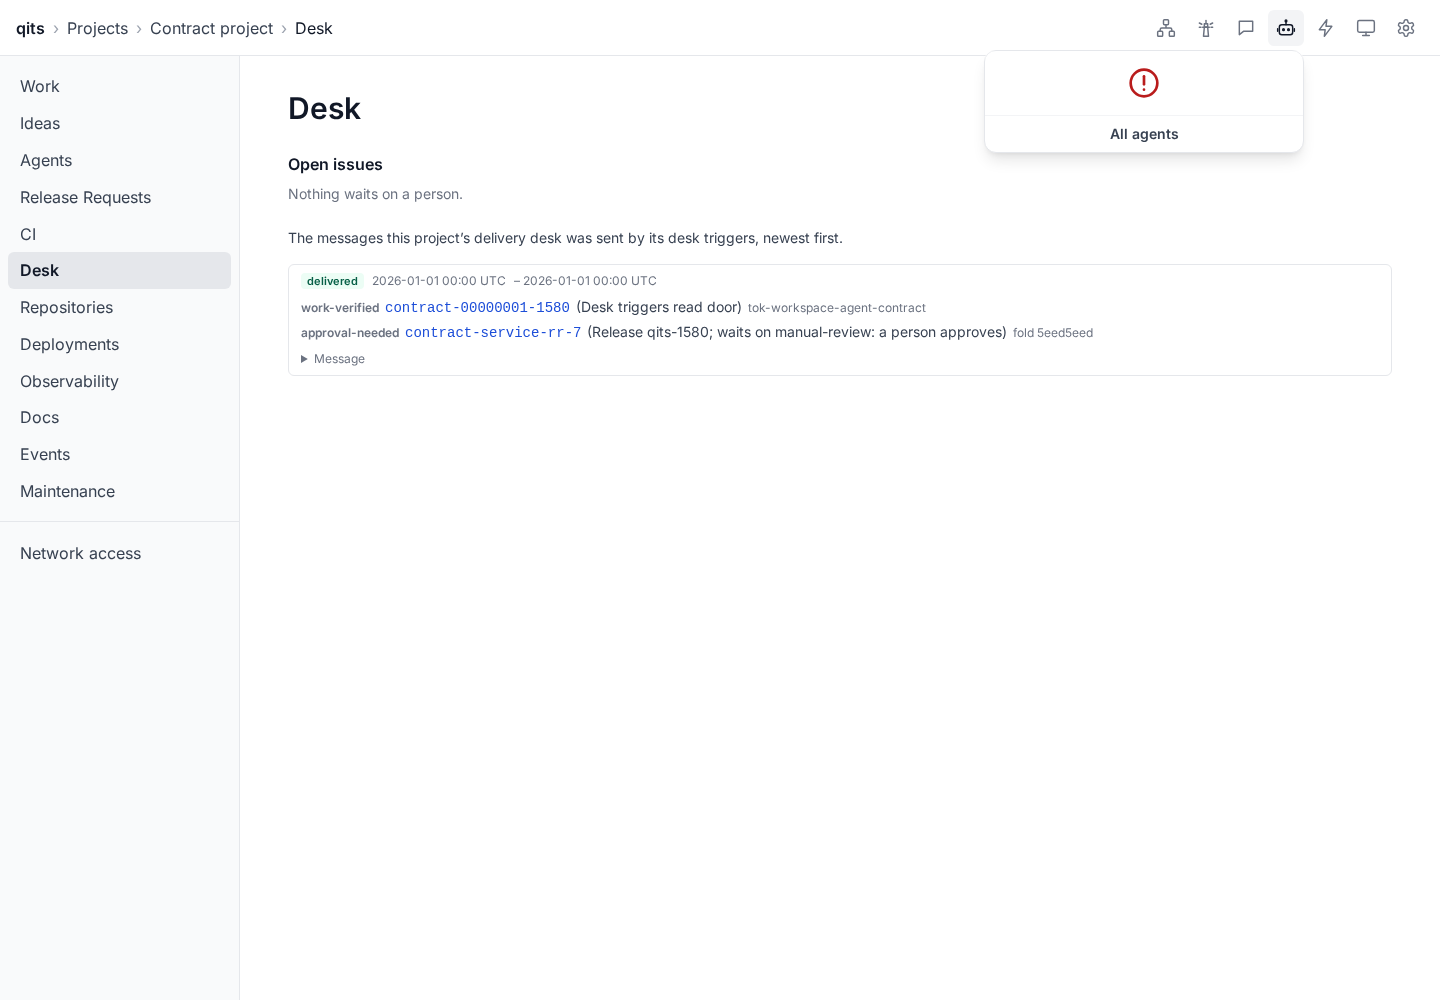 qits › Projects › Contract project › Desk
All agents
Work
Ideas
Agents
Release Requests
CI
Desk
Repositories
Deployments
Observability
Docs
Events
Maintenance
Network access
Desk
Open issues
Nothing waits on a person.
The messages this project’s delivery desk was sent by its desk triggers, newest first.
delivered 2026-01-01 00:00 UTC – 2026-01-01 00:00 UTC
work-verified contract-00000001-1580 (Desk triggers read door) tok-workspace-agent-contract
approval-needed contract-service-rr-7 (Release qits-1580; waits on manual-review: a person approves) fold 5eed5eed
Message